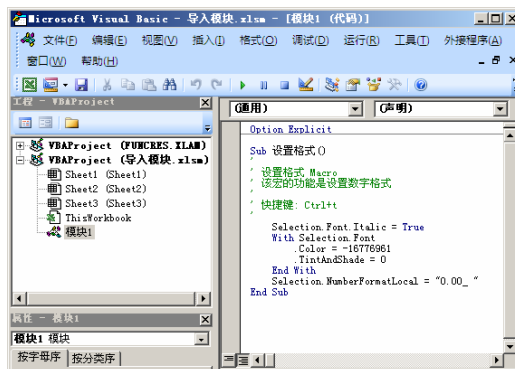 Microsoft Visual Basic - 导入模块.xlsm - [模块1 (代码)]
文件(F) 编辑(E) 视图(V) 插入(I) 格式(O) 调试(D) 运行(R) 工具(T) 外接程序(A)
窗口(W) 帮助(H)
工程 - VBAProject
VBAProject (FUNCRES.XLAM)
VBAProject (导入模块.xlsm)
Sheet1 (Sheet1)
Sheet2 (Sheet2)
Sheet3 (Sheet3)
ThisWorkbook
模块1
属性 - 模块1
模块1 模块
按字母序 按分类序
(通用) (声明)
Option Explicit
Sub 设置格式()
'
' 设置格式 Macro
' 该宏的功能是设置数字格式
'
' 快捷键: Ctrl+t
'
Selection.Font.Italic = True
With Selection.Font
.Color = -16776961
.TintAndShade = 0
End With
Selection.NumberFormatLocal = "0.00_ "
End Sub